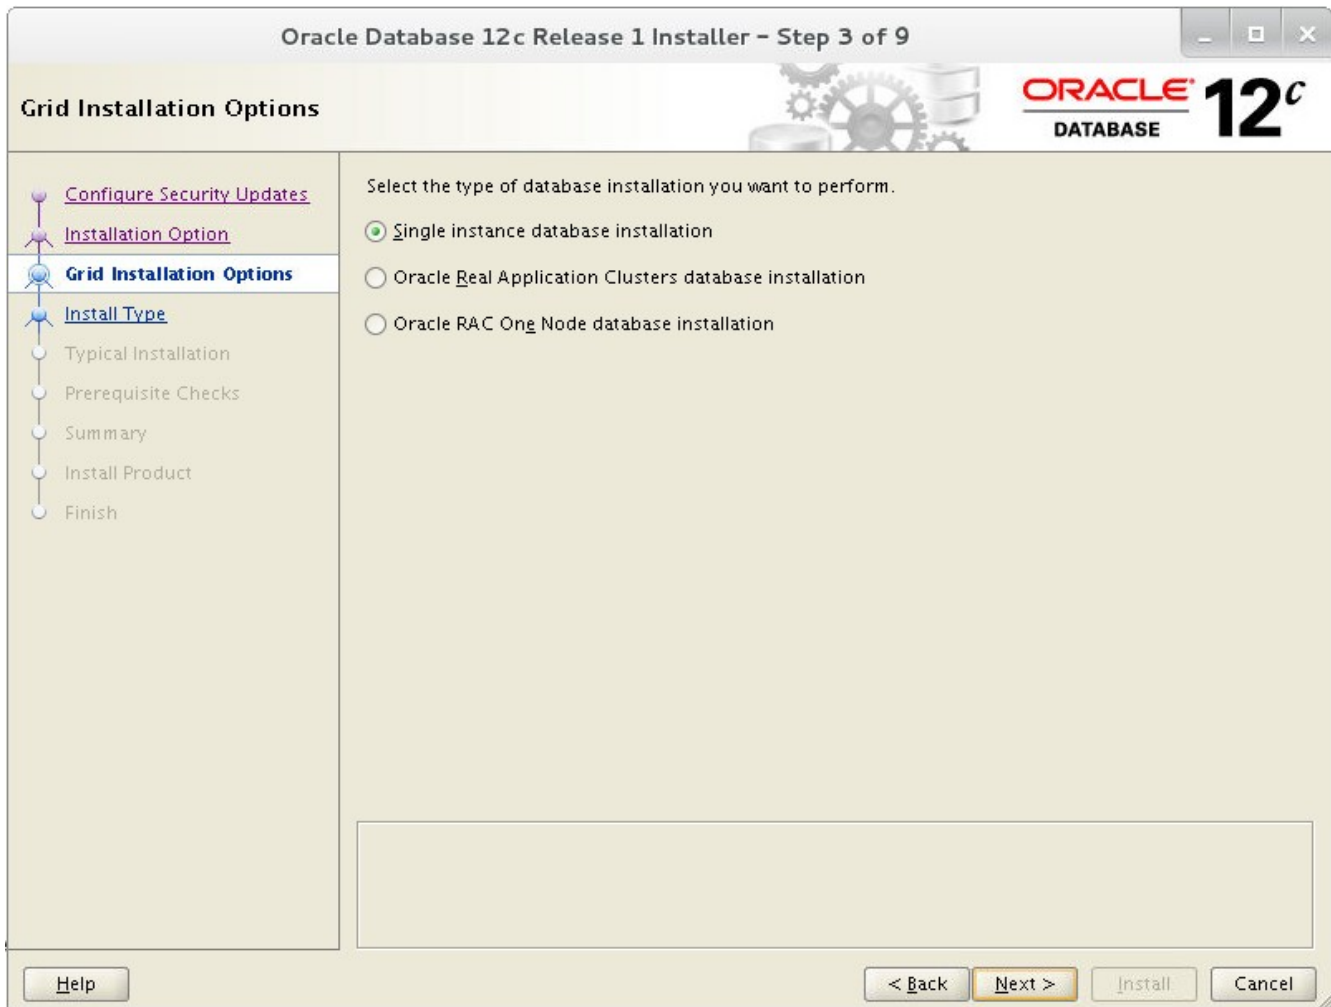 Oracle Database 12c Release 1 Installer - Step 3 of 9
Grid Installation Options
ORACLE
DATABASE
12c
Configure Security Updates
Installation Option
Grid Installation Options
Install Type
Typical Installation
Prerequisite Checks
Summary
Install Product
Finish
Select the type of database installation you want to perform.
Single instance database installation
Oracle Real Application Clusters database installation
Oracle RAC One Node database installation
Help
< Back
Next >
Install
Cancel